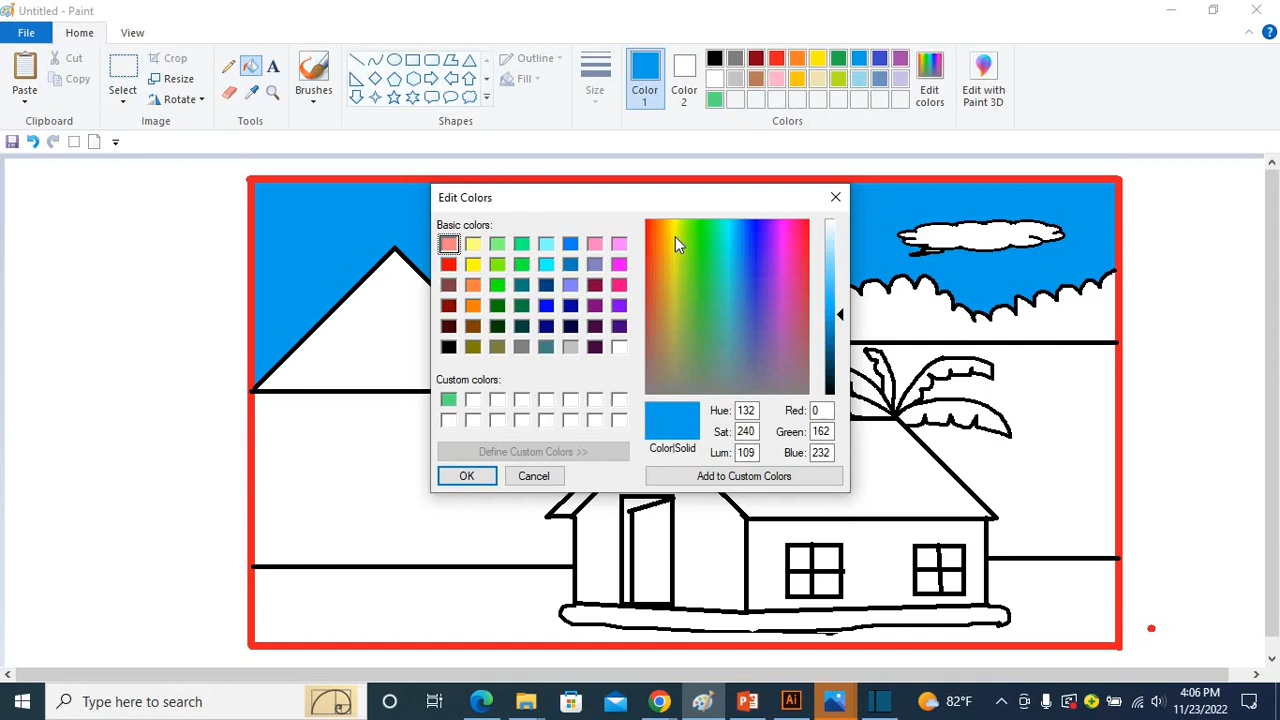 Untitled - Paint
File Home View
Paste
Cut
Copy
Clipboard
Select
Crop
Resize
Rotate
Image
Tools
Brushes
Outline
Fill
Shapes
Size
Color 1
Color 2
Edit colors
Edit with Paint 3D
Colors
Edit Colors
Basic colors:
Custom colors:
Define Custom Colors >>
OK Cancel
Color|Solid
Hue: 132 Red: 0
Sat: 240 Green: 162
Lum: 109 Blue: 232
Add to Custom Colors
Type here to search
82°F
4:06 PM
11/23/2022